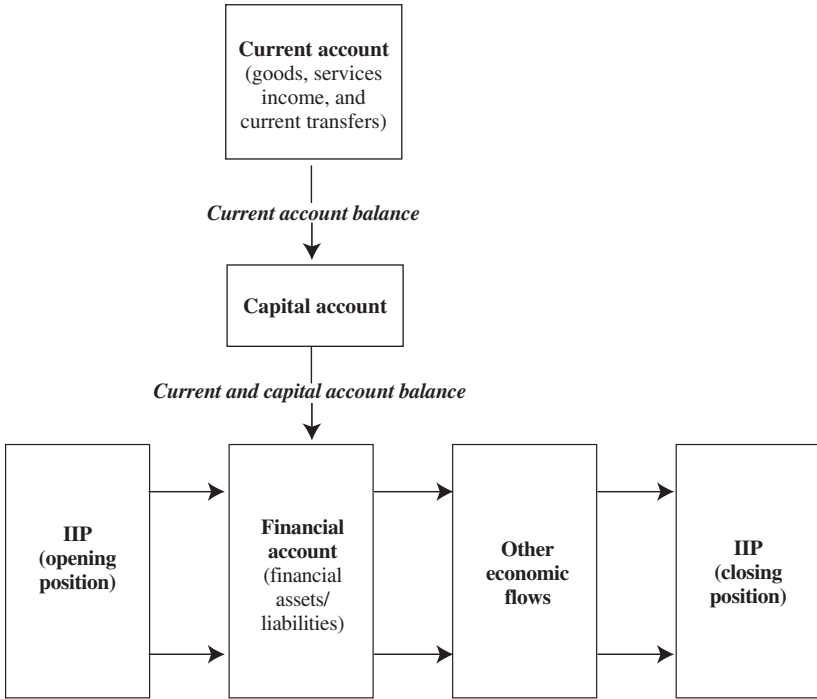 Current account
(goods, services
income, and
current transfers)
Current account balance
Capital account
Current and capital account balance
IIP
(opening
position)
Financial
account
(financial
assets/
liabilities)
Other
economic
flows
IIP
(closing
position)